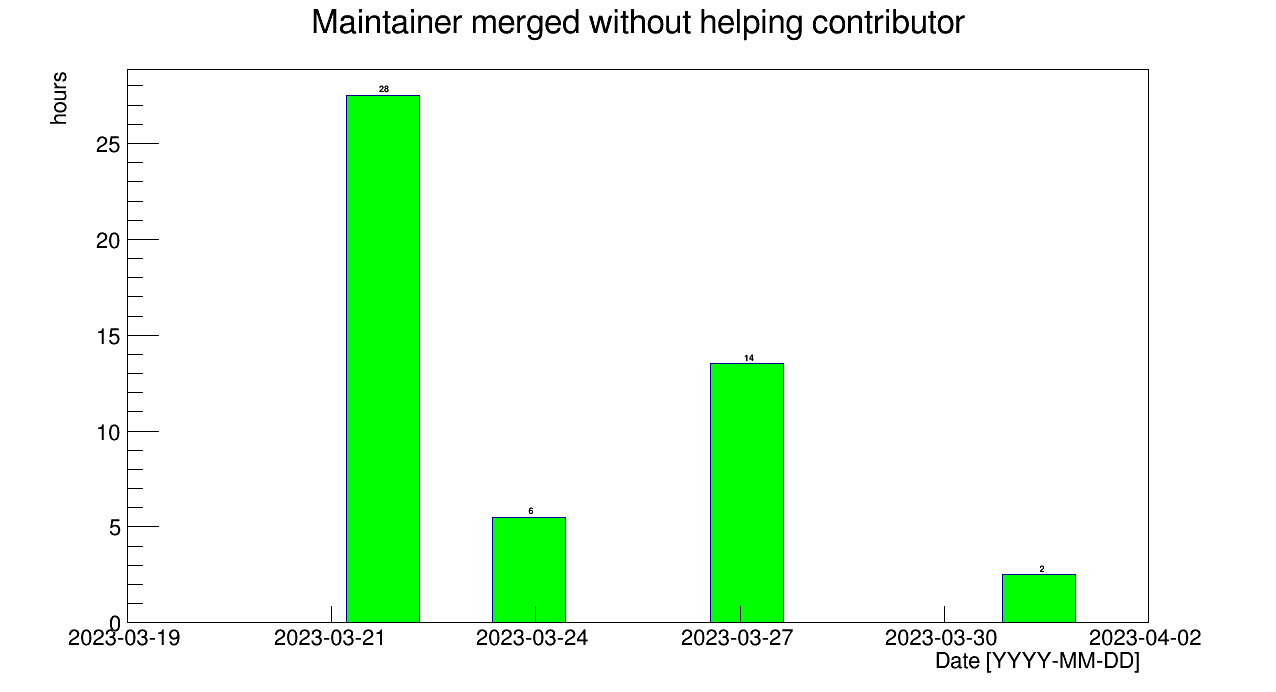 Maintainer merged without helping contributor
hours
28
25
20
15
14
10
6
5
2
0
2023-03-19 2023-03-21 2023-03-24 2023-03-27 2023-03-30 2023-04-02
Date [YYYY-MM-DD]